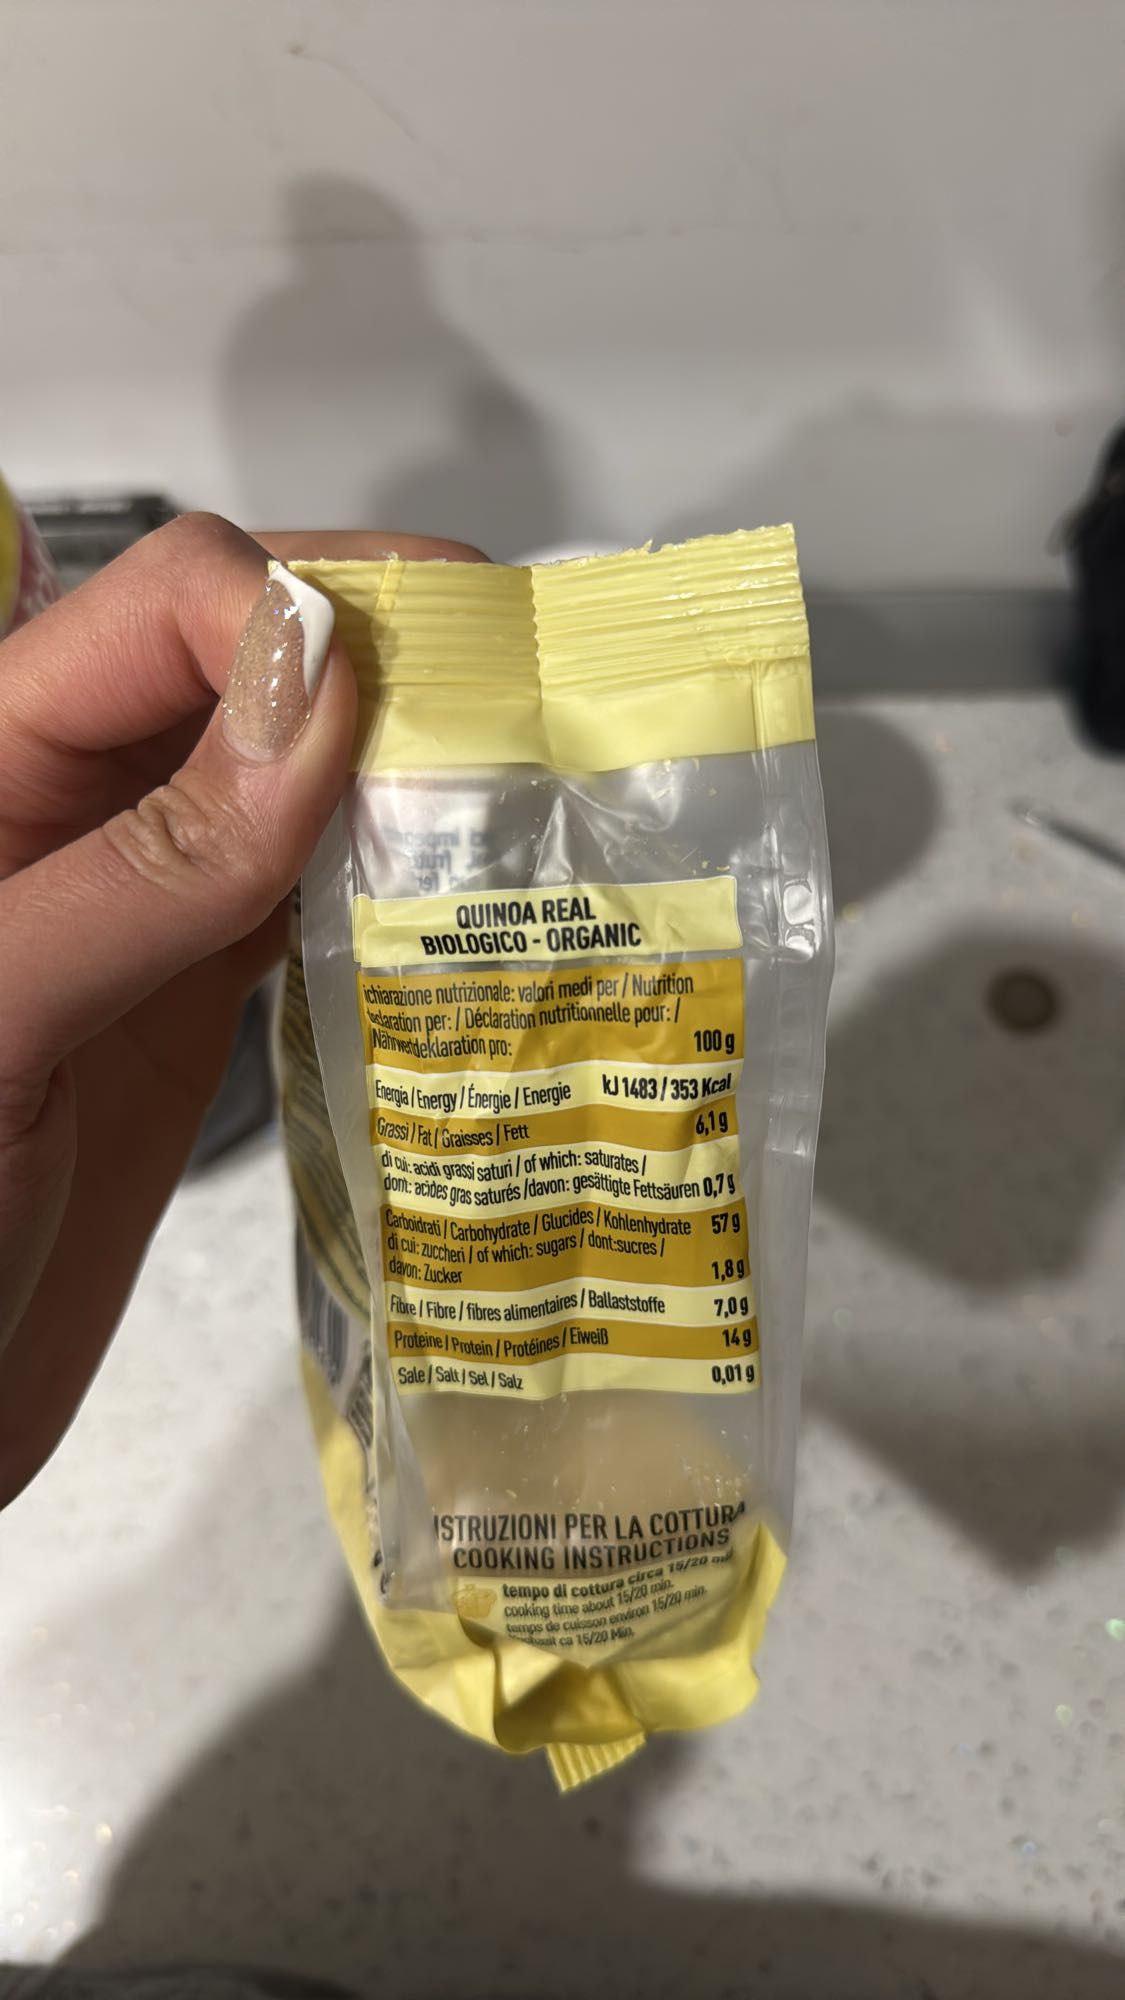 QUINOA REAL
BIOLOGICO - ORGANIC
ichiarazione nutrizionale: valori medi per / Nutrition
eclaration per: / Déclaration nutritionnelle pour: /
Nährwertdeklaration pro: 100 g
Energia / Energy / Énergie / Energie kJ 1483 / 353 Kcal
Grassi / Fat / Graisses / Fett 6,1 g
di cui: acidi grassi saturi / of which: saturates /
dont: acides gras saturés /davon: gesättigte Fettsäuren 0,7 g
Carboidrati / Carbohydrate / Glucides / Kohlenhydrate 57 g
di cui: zuccheri / of which: sugars / dont:sucres /
davon: Zucker 1,8 g
Fibre / Fibre / fibres alimentaires / Ballaststoffe 7,0 g
Proteine / Protein / Protéines / Eiweiß 14 g
Sale / Salt / Sel / Salz 0,01 g
ISTRUZIONI PER LA COTTURA
COOKING INSTRUCTIONS
tempo di cottura circa 15/20
cooking time about 15/20 min.
temps de cuisson environ 15/20 min.
ca 15/20 Min.